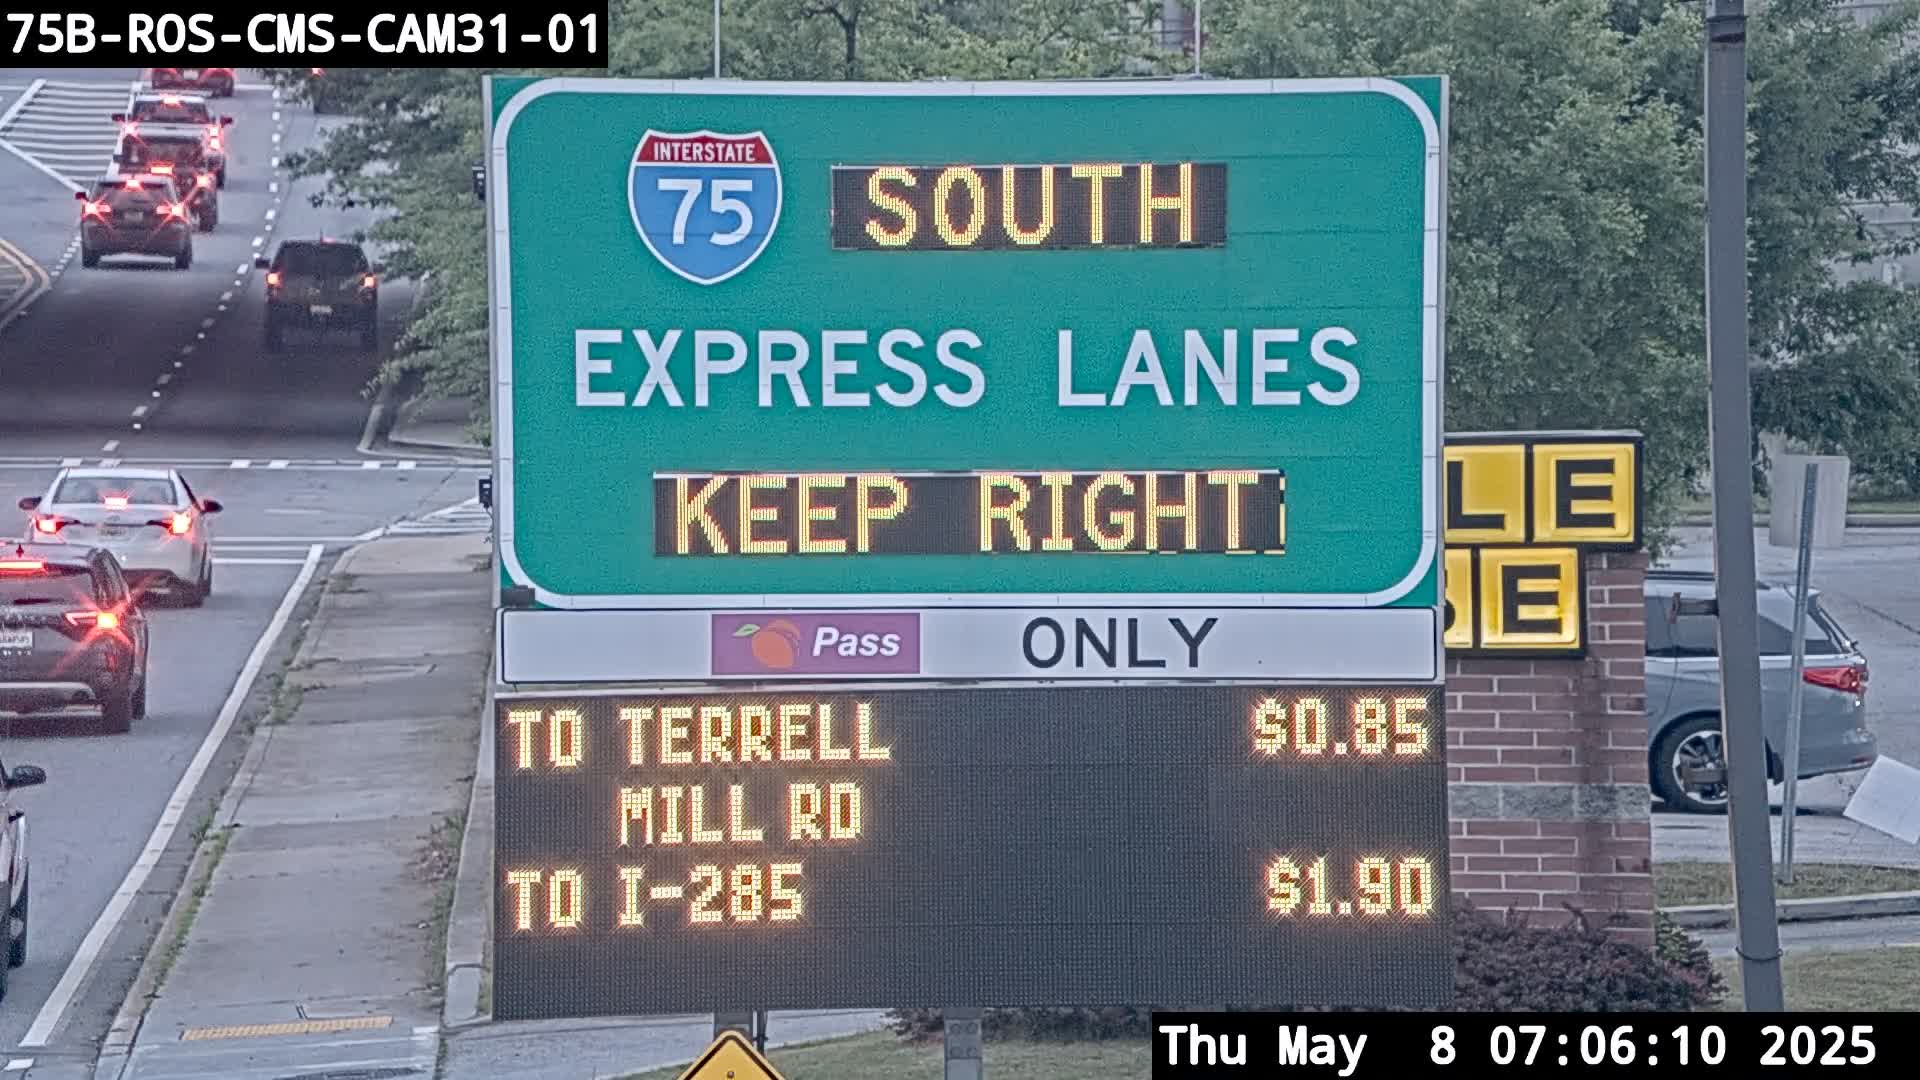 75B-ROS-CMS-CAM31-01
INTERSTATE
75
SOUTH
EXPRESS LANES
KEEP RIGHT
LE
E
Pass ONLY
TO TERRELL $0.85
MILL RD
TO I-285 $1.90
Thu May 8 07:06:10 2025